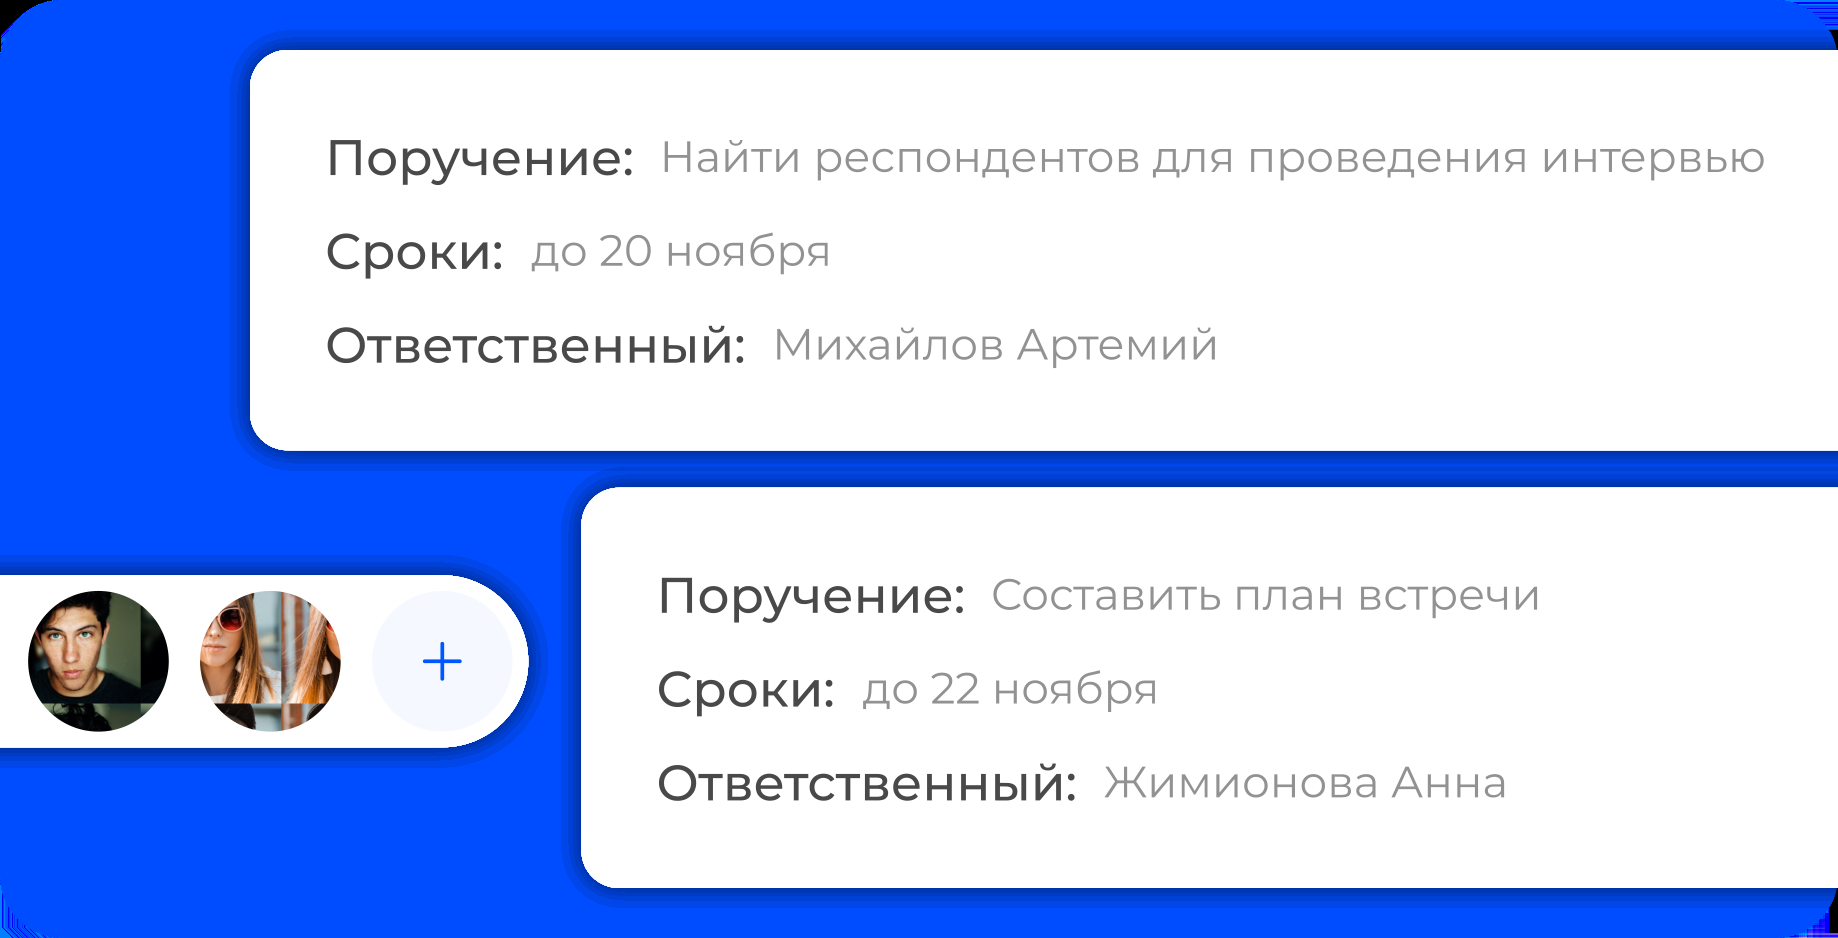 Поручение: Найти респондентов для проведения интервью
Сроки: до 20 ноября
Ответственный: Михайлов Артемий
Поручение: Составить план встречи
Сроки: до 22 ноября
Ответственный: Жимионова Анна